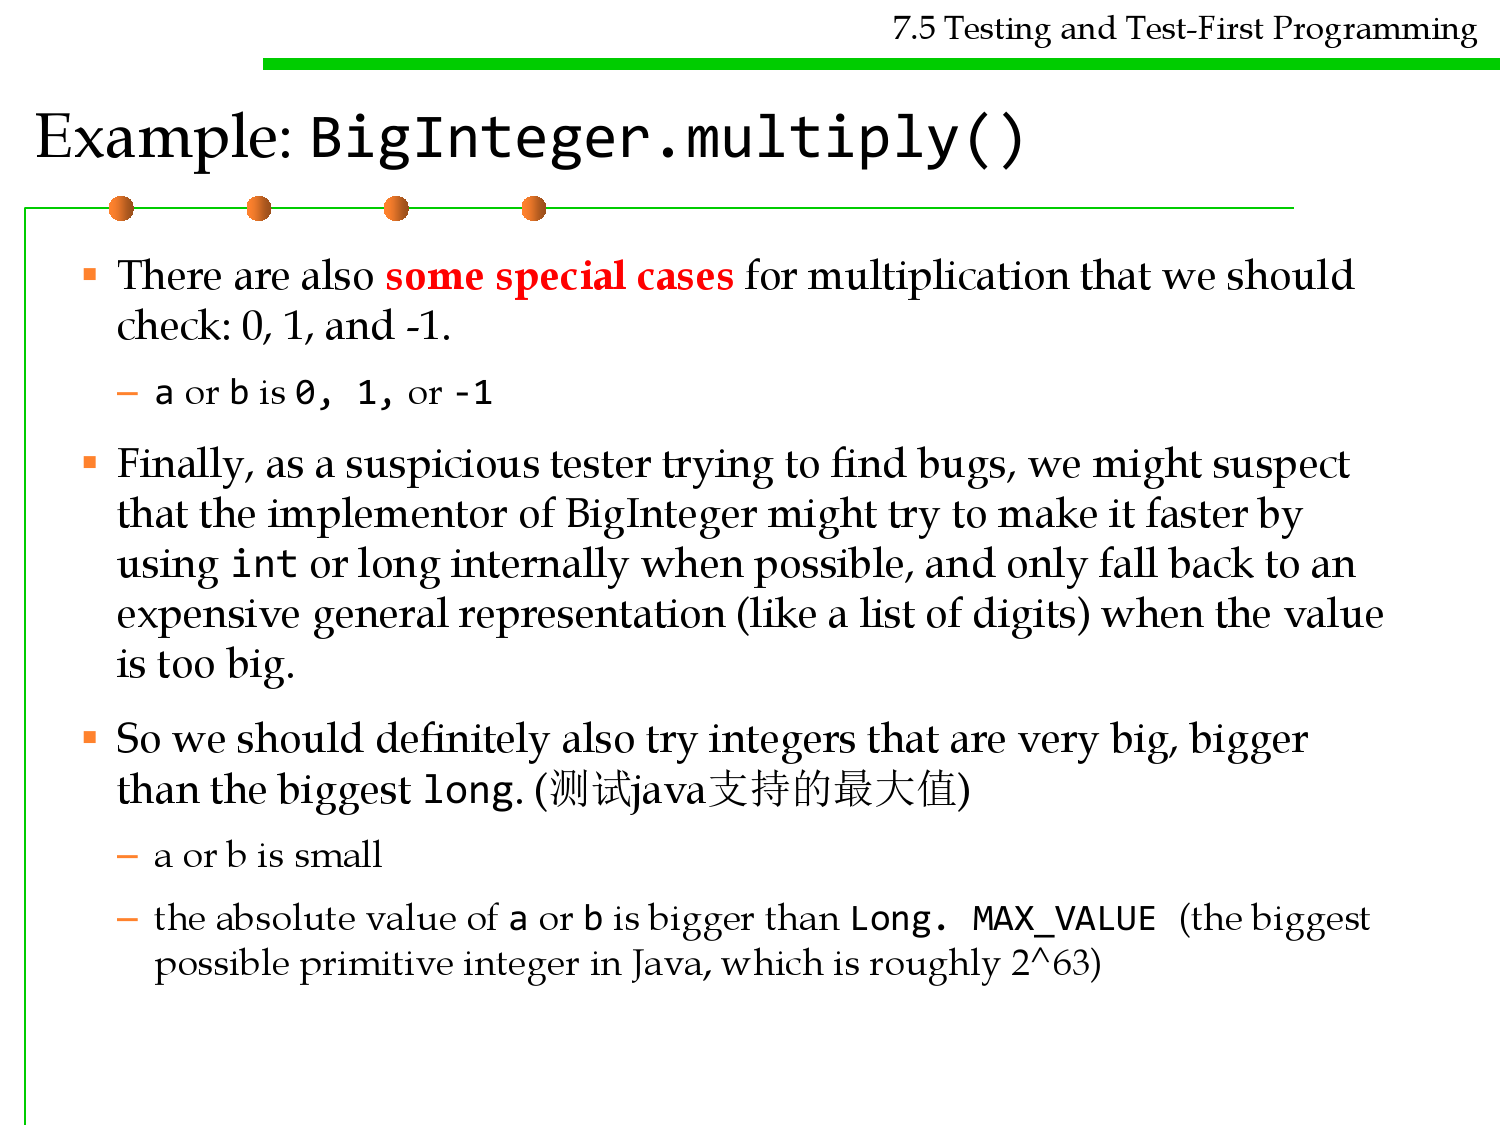 7.5 Testing and Test-First Programming
Example: BigInteger.multiply()
▪ There are also some special cases for multiplication that we should
check: 0, 1, and -1.
– a or b is 0, 1, or -1
▪ Finally, as a suspicious tester trying to find bugs, we might suspect
that the implementor of BigInteger might try to make it faster by
using int or long internally when possible, and only fall back to an
expensive general representation (like a list of digits) when the value
is too big.
▪ So we should definitely also try integers that are very big, bigger
than the biggest long. (测试java支持的最大值)
– a or b is small
– the absolute value of a or b is bigger than Long. MAX_VALUE (the biggest
possible primitive integer in Java, which is roughly 2^63)